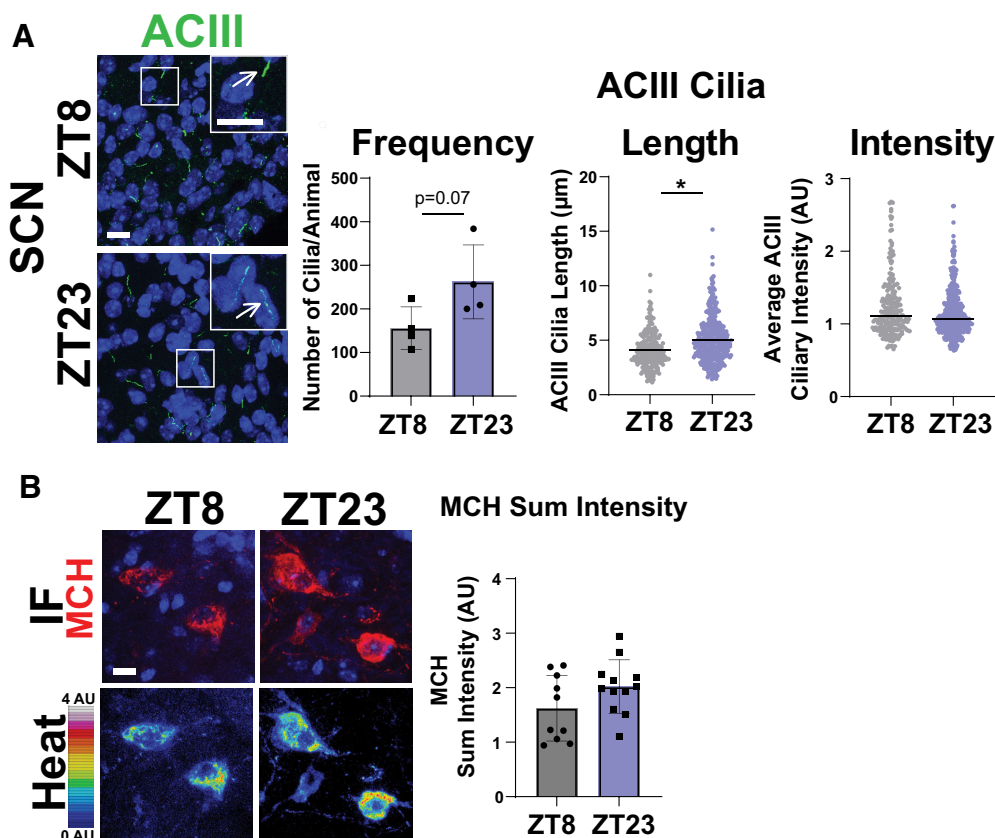 A
ACIII
SCN
ZT8
ZT23
ACIII Cilia
Frequency
Number of Cilia/Animal
500
400
300
200
100
0
p=0.07
ZT8 ZT23
Length
ACIII Cilia Length (µm)
20
15
10
5
0
*
ZT8 ZT23
Intensity
Average ACIII
Ciliary Intensity (AU)
3
2
1
0
ZT8 ZT23
B
ZT8 ZT23
IF
MCH
Heat
4 AU
0 AU
MCH Sum Intensity
MCH
Sum Intensity (AU)
4
3
2
1
0
ZT8 ZT23